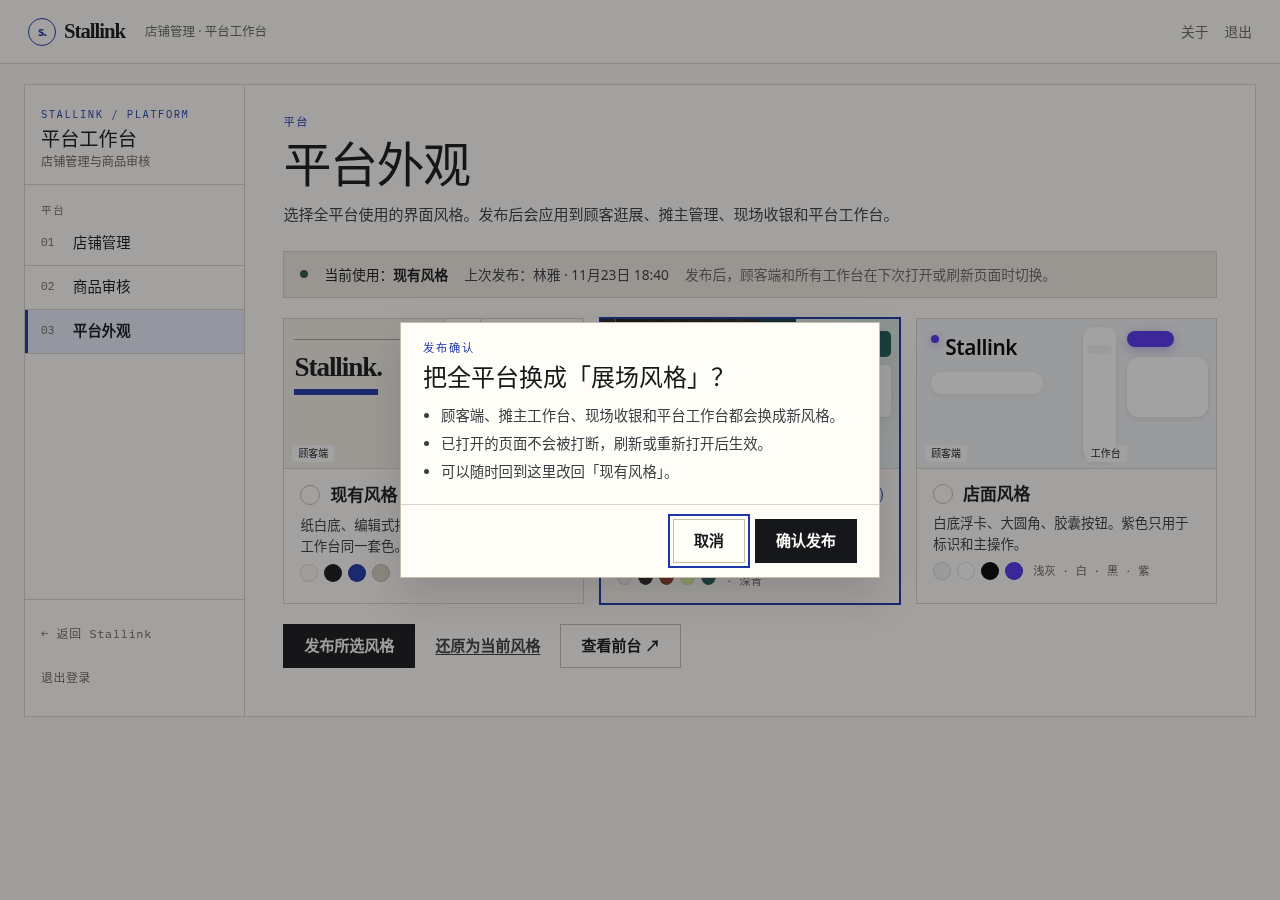 s. Stallink 店铺管理 · 平台工作台
关于 退出
STALLINK / PLATFORM
平台工作台
店铺管理与商品审核
平台
01 店铺管理
02 商品审核
03 平台外观
← 返回 Stallink
退出登录
平台
平台外观
选择全平台使用的界面风格。发布后会应用到顾客逛展、摊主管理、现场收银和平台工作台。
当前使用：现有风格 上次发布：林雅 · 11月23日 18:40 发布后，顾客端和所有工作台在下次打开或刷新页面时切换。
Stallink.
顾客端
现有风格
纸白底、编辑式
工作台同一套色。
发布确认
把全平台换成「展场风格」？
顾客端、摊主工作台、现场收银和平台工作台都会换成新风格。
已打开的页面不会被打断，刷新或重新打开后生效。
可以随时回到这里改回「现有风格」。
取消 确认发布
· 深青
Stallink
顾客端 工作台
店面风格
白底浮卡、大圆角、胶囊按钮。紫色只用于
标识和主操作。
浅灰 · 白 · 黑 · 紫
发布所选风格 还原为当前风格 查看前台 ↗